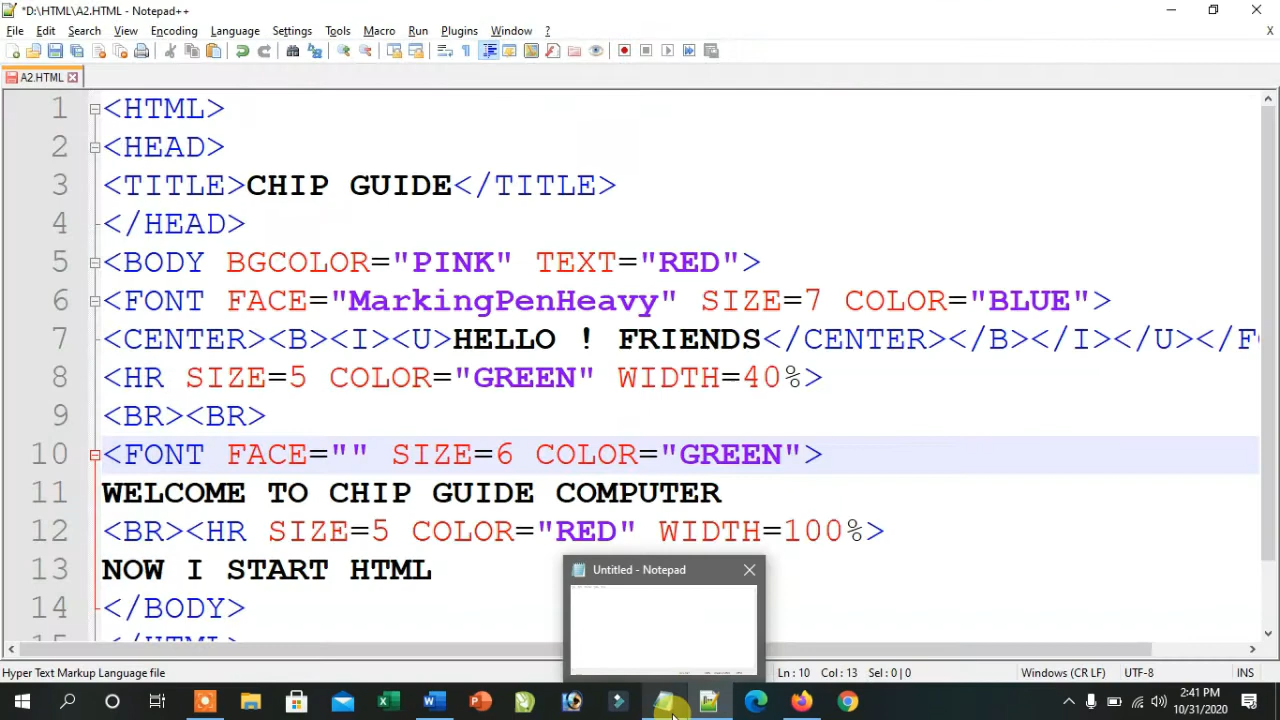 *D:\HTML\A2.HTML - Notepad++
File Edit Search View Encoding Language Settings Tools Macro Run Plugins Window ? X
A2.HTML
1 <HTML>
2 <HEAD>
3 <TITLE>CHIP GUIDE</TITLE>
4 </HEAD>
5 <BODY BGCOLOR="PINK" TEXT="RED">
6 <FONT FACE="MarkingPenHeavy" SIZE=7 COLOR="BLUE">
7 <CENTER><B><I><U>HELLO ! FRIENDS</CENTER></B></I></U></F
8 <HR SIZE=5 COLOR="GREEN" WIDTH=40%>
9 <BR><BR>
10 <FONT FACE="" SIZE=6 COLOR="GREEN">
11 WELCOME TO CHIP GUIDE COMPUTER
12 <BR><HR SIZE=5 COLOR="RED" WIDTH=100%>
13 NOW I START HTML
14 </BODY>
15 </HTML>
Untitled - Notepad
Hyper Text Markup Language file Ln : 10 Col : 13 Sel : 0 | 0 Windows (CR LF) UTF-8 INS
2:41 PM
10/31/2020